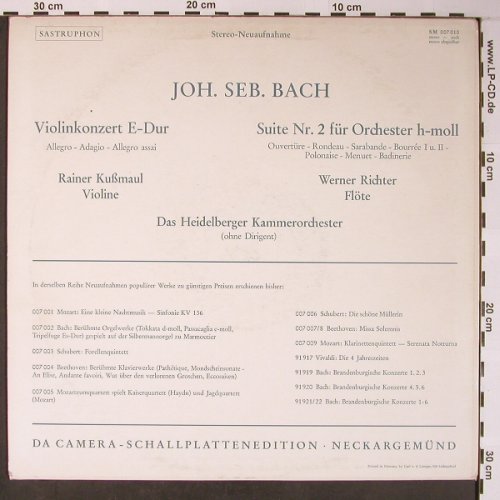 30 cm
20 cm
10 cm
SASTRUPHON
Stereo-Neuaufnahme
SM 007 010
JOH. SEB. BACH
Violinkonzert E-Dur
Allegro - Adagio - Allegro assai
Rainer Kußmaul
Violine
Suite Nr. 2 für Orchester h-moll
Ouvertüre - Rondeau - Sarabande - Bourrée I u. II -
Polonaise - Menuet - Badinerie
Werner Richter
Flöte
Das Heidelberger Kammerorchester
(ohne Dirigent)
In derselben Reihe Neuaufnahmen populärer Werke zu günstigen Preisen erschienen bisher:
007 001 Mozart: Eine kleine Nachtmusik — Sinfonie KV 136
007 002 Bach: Berühmte Orgelwerke (Tokkata d-moll, Passacaglia c-moll,
Tripelfuge Es-Dur) gespielt auf der Silbermannorgel zu Marmoutier
007 003 Schubert: Forellenquintett
007 004 Beethoven: Berühmte Klavierwerke (Pathétique, Mondscheinsonate -
An Elise, Andante favori, Wut über den verlorenen Groschen, Eccossaisen)
007 005 Mozarteumquartett spielt Kaiserquartett (Haydn) und Jagdquartett
(Mozart)
007 006 Schubert: Die schöne Müllerin
007 007/8 Beethoven: Missa Solemnis
007 009 Mozart: Klarinettenquintett — Serenata Notturna
91917 Vivaldi: Die 4 Jahreszeiten
91919 Bach: Brandenburgische Konzerte 1, 2, 3
91920 Bach: Brandenburgische Konzerte 4, 5, 6
91921/22 Bach: Brandenburgische Konzerte 1-6
DA CAMERA - SCHALLPLATTENEDITION · NECKARGEMÜND
www.LP-CD.de
10 cm
20 cm
30 cm